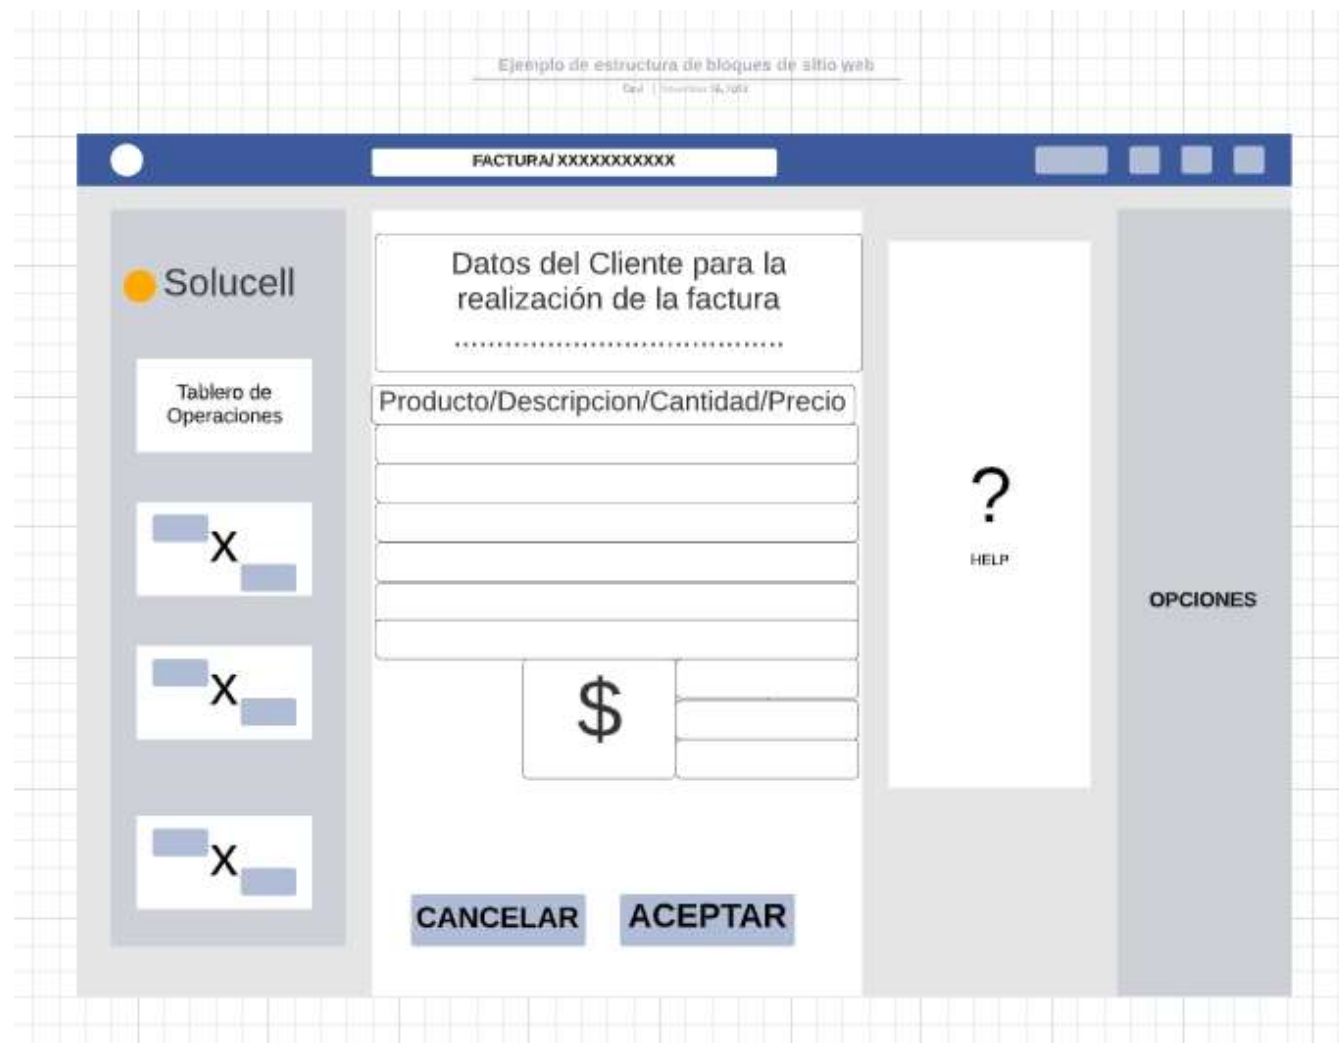 Ejemplo de estructura de bloques de sitio web
FACTURA/ XXXXXXXXXXX
Solucell
Tablero de
Operaciones
X
X
X
Datos del Cliente para la
realización de la factura
.......................................
Producto/Descripcion/Cantidad/Precio
$
CANCELAR
ACEPTAR
?
HELP
OPCIONES